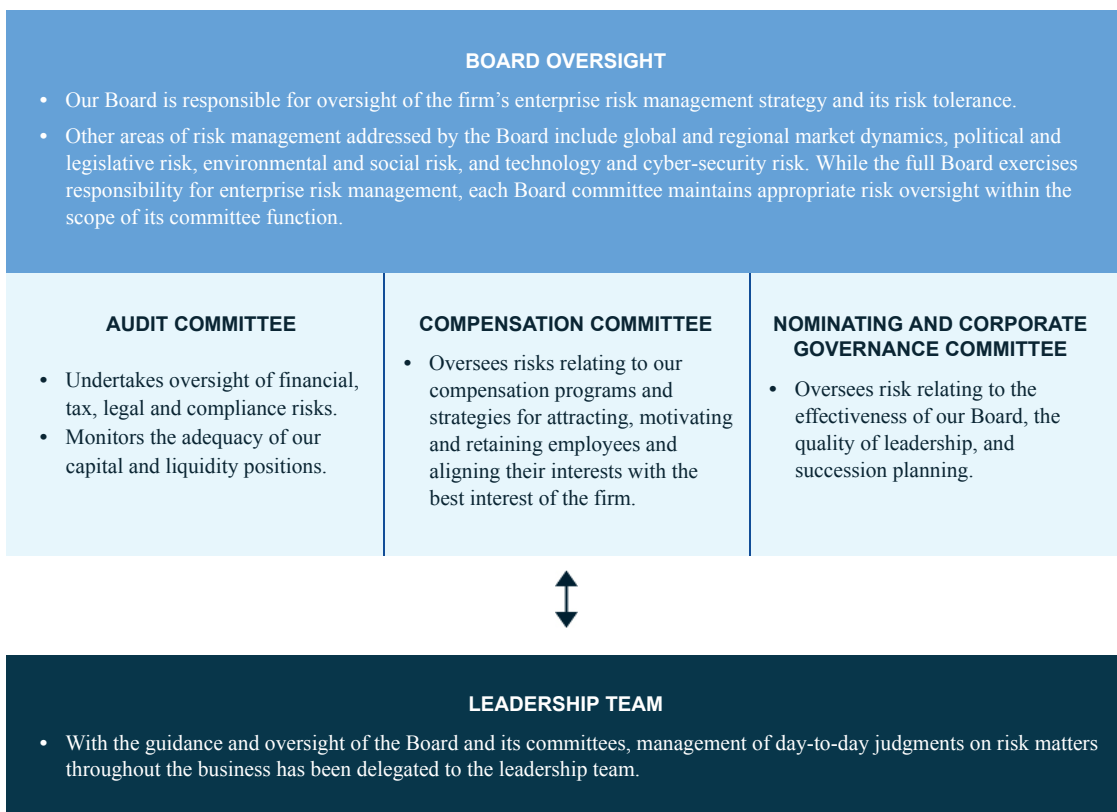 BOARD OVERSIGHT
• Our Board is responsible for oversight of the firm’s enterprise risk management strategy and its risk tolerance.
• Other areas of risk management addressed by the Board include global and regional market dynamics, political and
legislative risk, environmental and social risk, and technology and cyber-security risk. While the full Board exercises
responsibility for enterprise risk management, each Board committee maintains appropriate risk oversight within the
scope of its committee function.
AUDIT COMMITTEE
• Undertakes oversight of financial,
tax, legal and compliance risks.
• Monitors the adequacy of our
capital and liquidity positions.
COMPENSATION COMMITTEE
• Oversees risks relating to our
compensation programs and
strategies for attracting, motivating
and retaining employees and
aligning their interests with the
best interest of the firm.
NOMINATING AND CORPORATE
GOVERNANCE COMMITTEE
• Oversees risk relating to the
effectiveness of our Board, the
quality of leadership, and
succession planning.
LEADERSHIP TEAM
• With the guidance and oversight of the Board and its committees, management of day-to-day judgments on risk matters
throughout the business has been delegated to the leadership team.